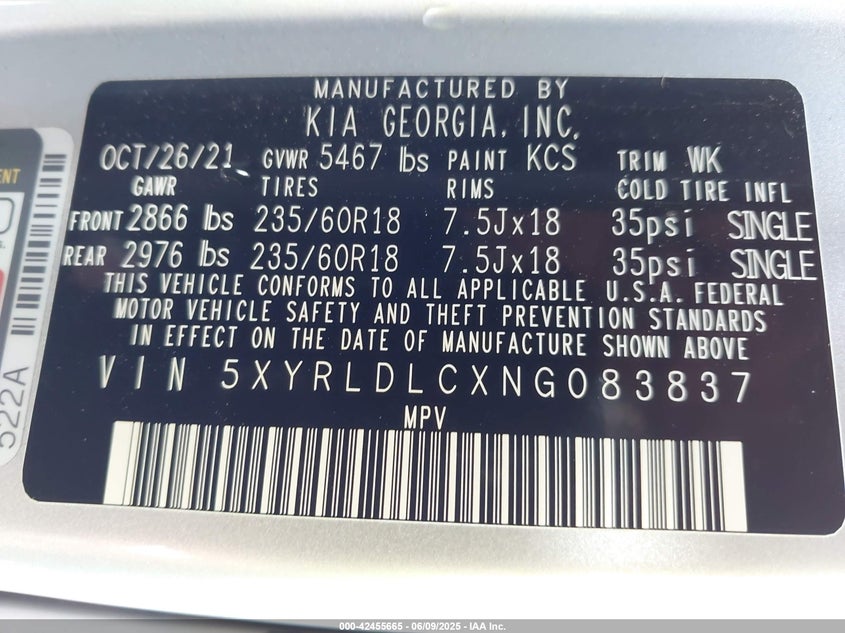 MANUFACTURED BY
KIA GEORGIA, INC.
OCT/26/21 GVWR 5467 lbs PAINT KCS TRIM WK
GAWR TIRES RIMS COLD TIRE INFL
FRONT 2866 lbs 235/60R18 7.5Jx18 35psi SINGLE
REAR 2976 lbs 235/60R18 7.5Jx18 35psi SINGLE
THIS VEHICLE CONFORMS TO ALL APPLICABLE U.S.A. FEDERAL
MOTOR VEHICLE SAFETY AND THEFT PREVENTION STANDARDS
IN EFFECT ON THE DATE OF MANUFACTURE SHOWN ABOVE
VIN 5XYRLDLCXNG083837
MPV
522A
000-42455665 - 06/09/2025 - IAA Inc.